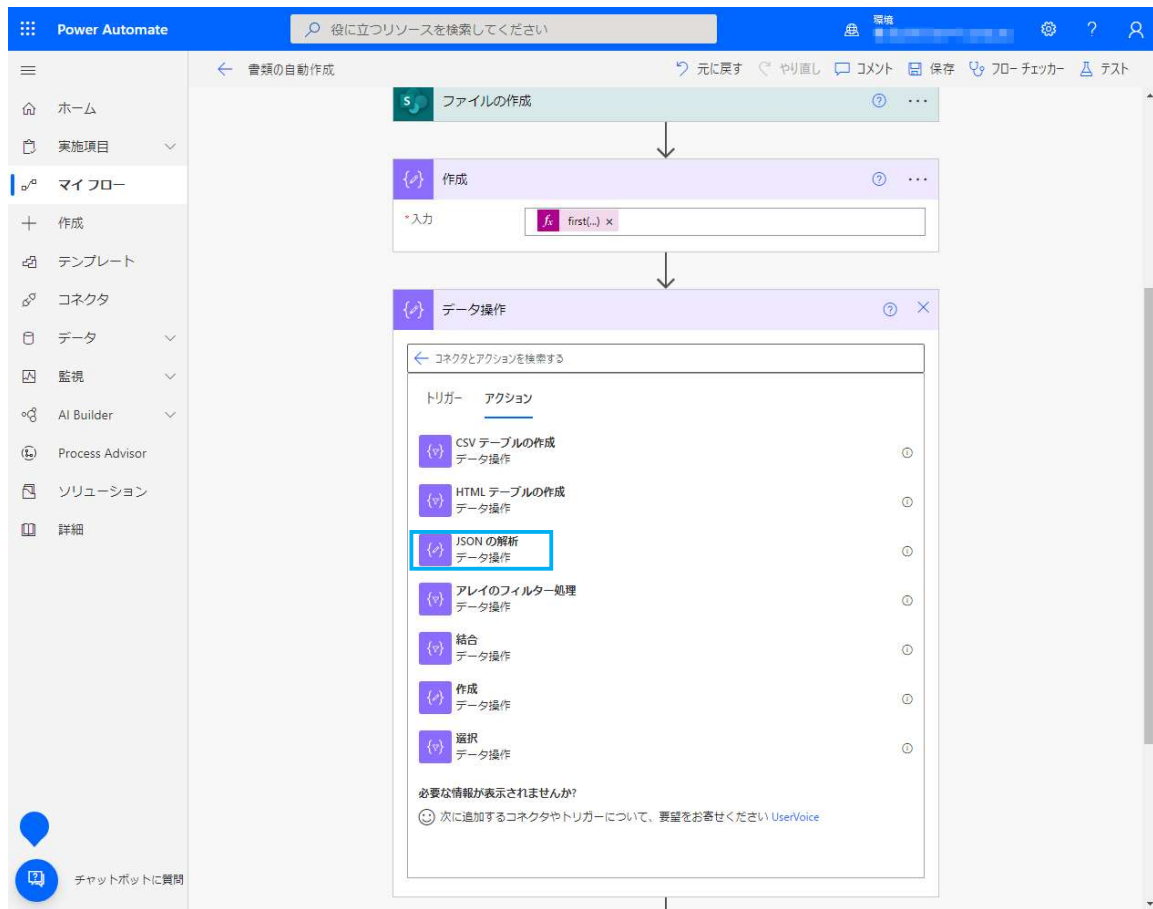 Power Automate
役に立つリソースを検索してください
環境
?
書類の自動作成
元に戻す
やり直し
コメント
保存
フロー チェッカー
テスト
ホーム
実施項目
マイ フロー
作成
テンプレート
コネクタ
データ
監視
AI Builder
Process Advisor
ソリューション
詳細
チャットボットに質問
S
ファイルの作成
作成
*入力
fx first(...) ×
データ操作
コネクタとアクションを検索する
トリガー
アクション
CSV テーブルの作成
データ操作
HTML テーブルの作成
データ操作
JSON の解析
データ操作
アレイのフィルター処理
データ操作
結合
データ操作
作成
データ操作
選択
データ操作
必要な情報が表示されませんか?
次に追加するコネクタやトリガーについて、要望をお寄せください UserVoice